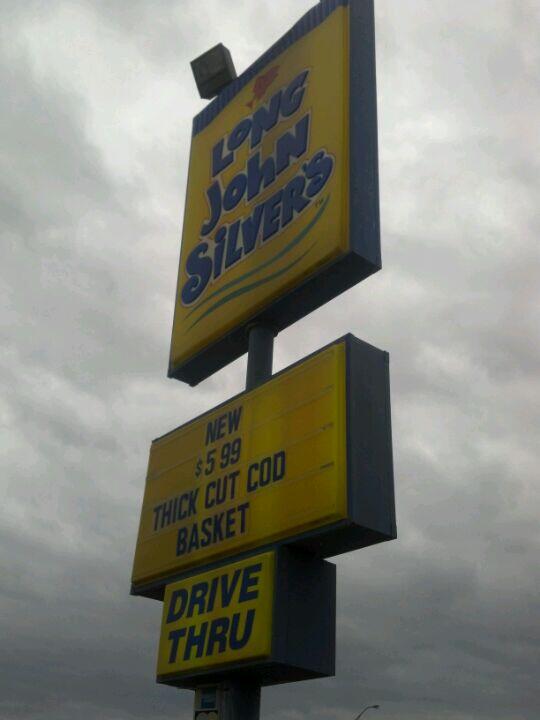 LONG
JOHN
SILVER'S
NEW
$5 99
THICK CUT COD
BASKET
DRIVE
THRU